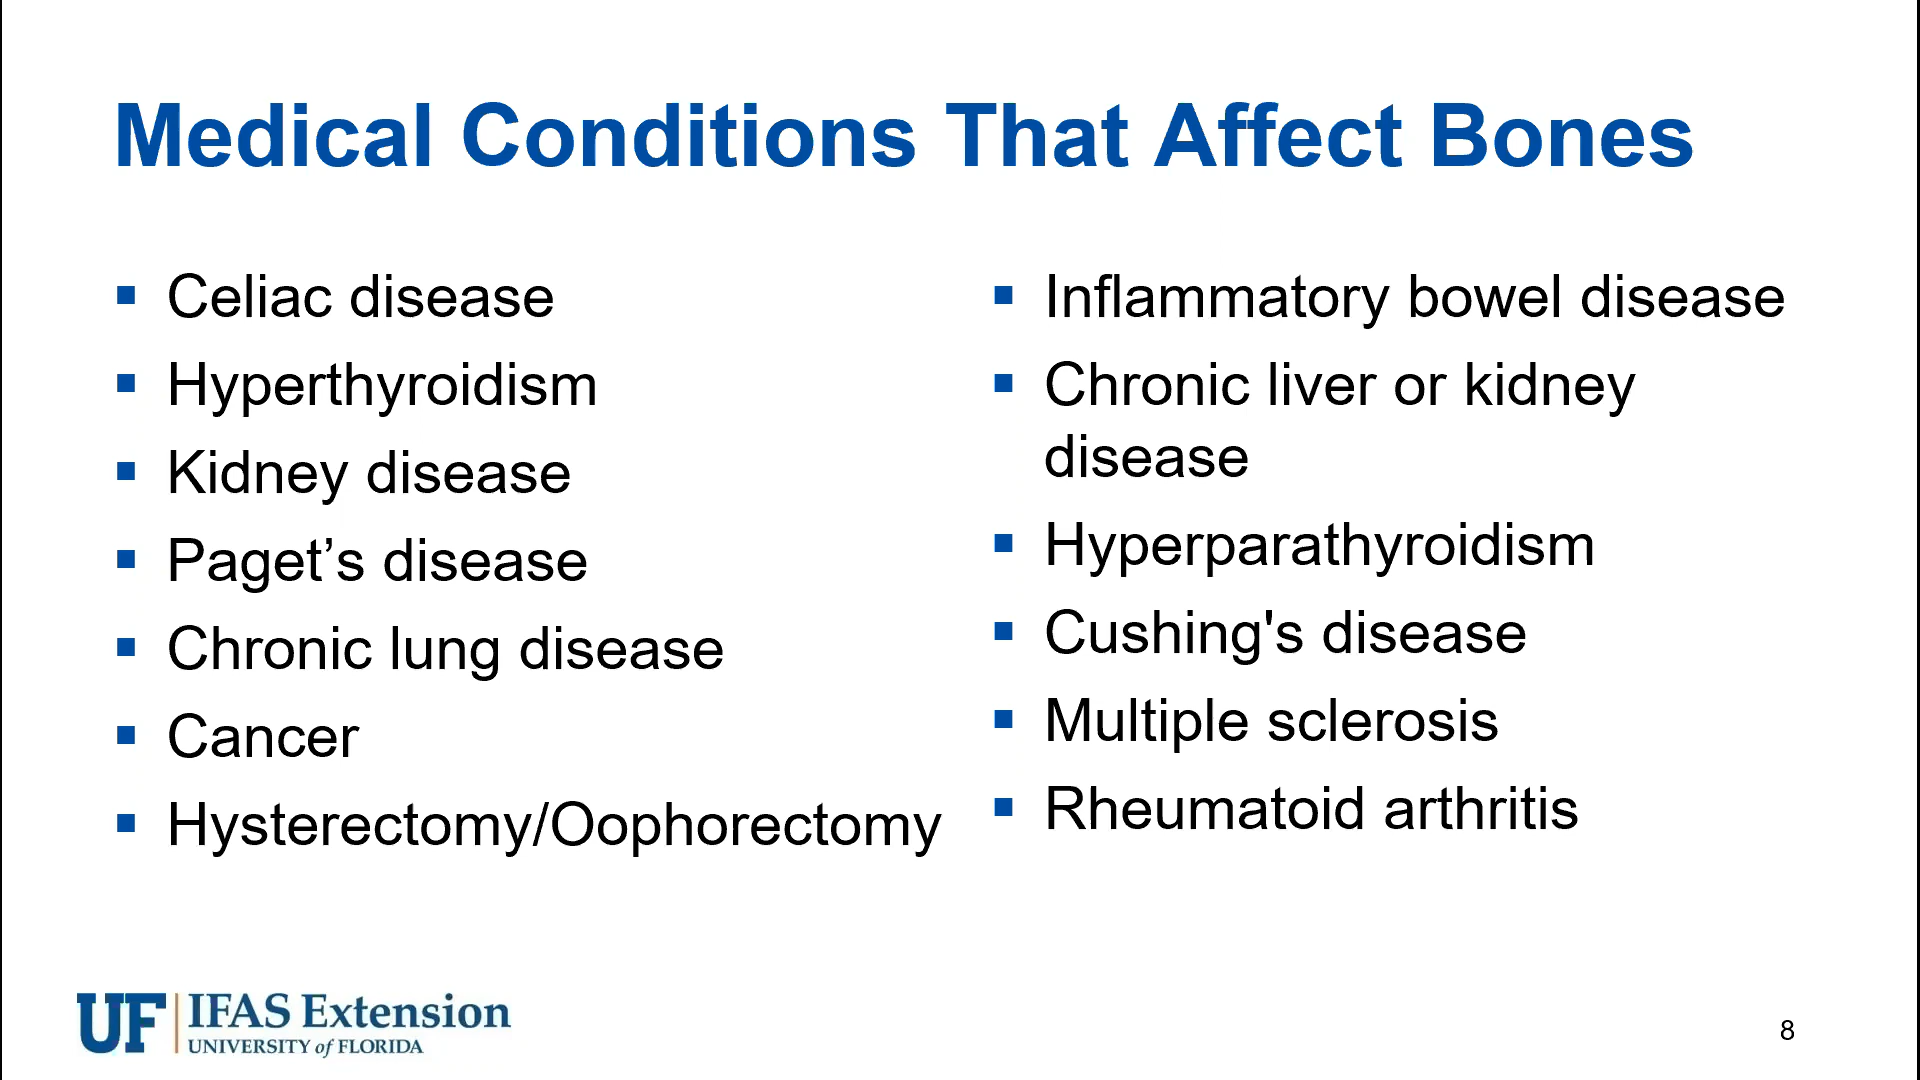 Medical Conditions That Affect Bones
▪ Celiac disease
▪ Hyperthyroidism
▪ Kidney disease
▪ Paget’s disease
▪ Chronic lung disease
▪ Cancer
▪ Hysterectomy/Oophorectomy
▪ Inflammatory bowel disease
▪ Chronic liver or kidney
disease
▪ Hyperparathyroidism
▪ Cushing's disease
▪ Multiple sclerosis
▪ Rheumatoid arthritis
UF IFAS Extension
UNIVERSITY of FLORIDA
8